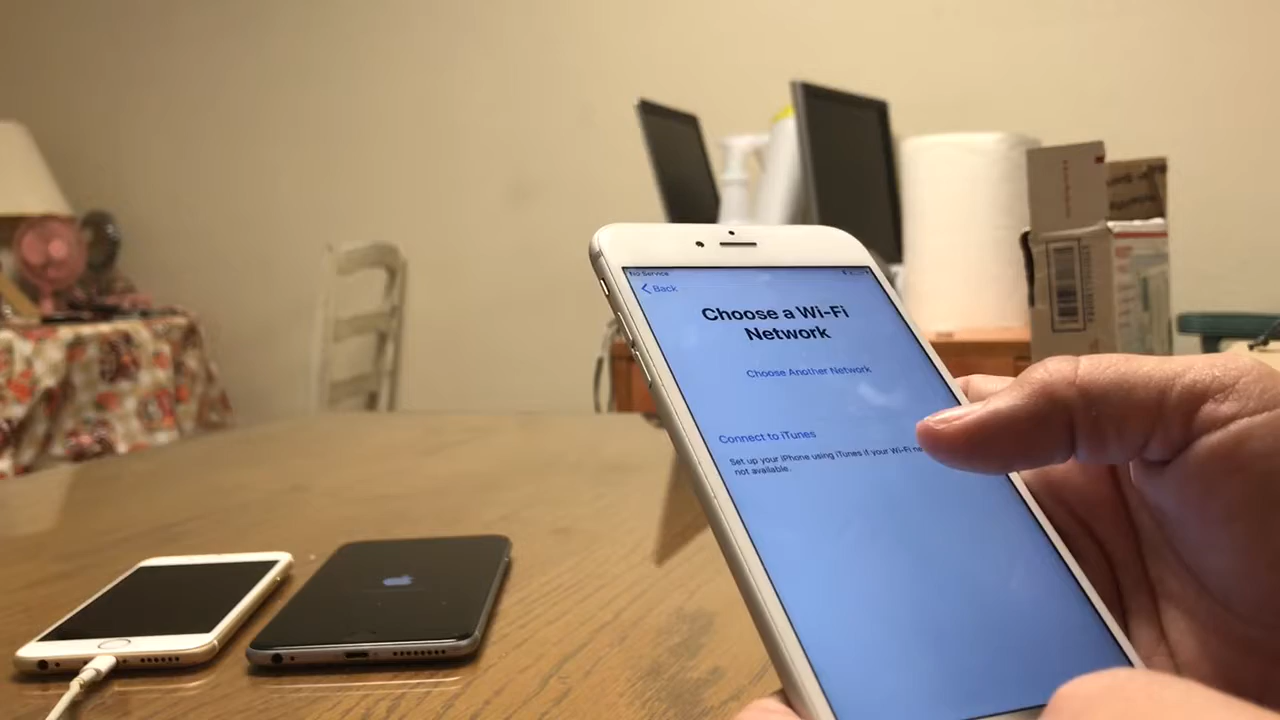 No Service
Back
Choose a Wi-Fi
Network
Choose Another Network
Connect to iTunes
Set up your iPhone using iTunes if your Wi-Fi
not available.